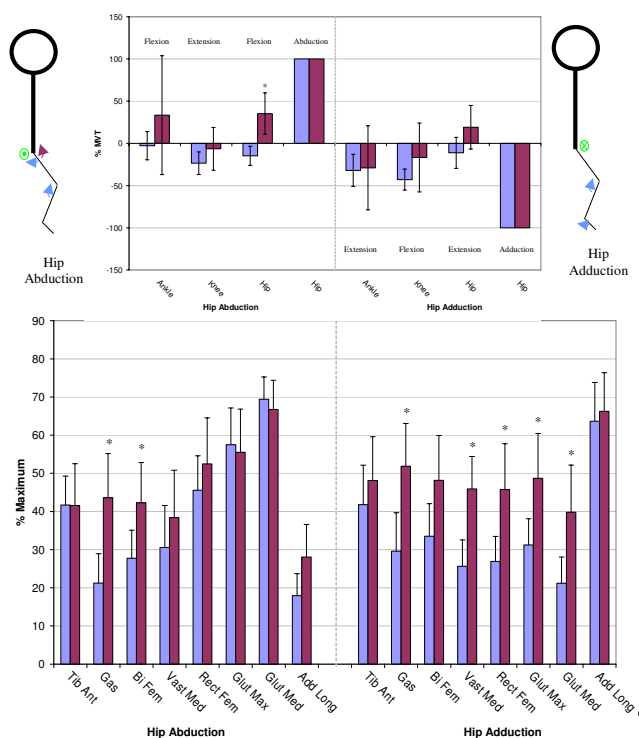 150
100
50
0
-50
-100
-150
% MVT
Flexion Extension Flexion Abduction
*
Extension Flexion Extension Adduction
Ankle Knee Hip Hip Ankle Knee Hip Hip
Hip Abduction Hip Adduction
Hip
Abduction
Hip
Adduction
90
80
70
60
50
40
30
20
10
0
% Maximum
* * * * * * *
Tib Ant Gas Bi Fem Vast Med Rect Fem Glut Max Glut Med Add Long Tib Ant Gas Bi Fem Vast Med Rect Fem Glut Max Glut Med Add Long
Hip Abduction Hip Adduction